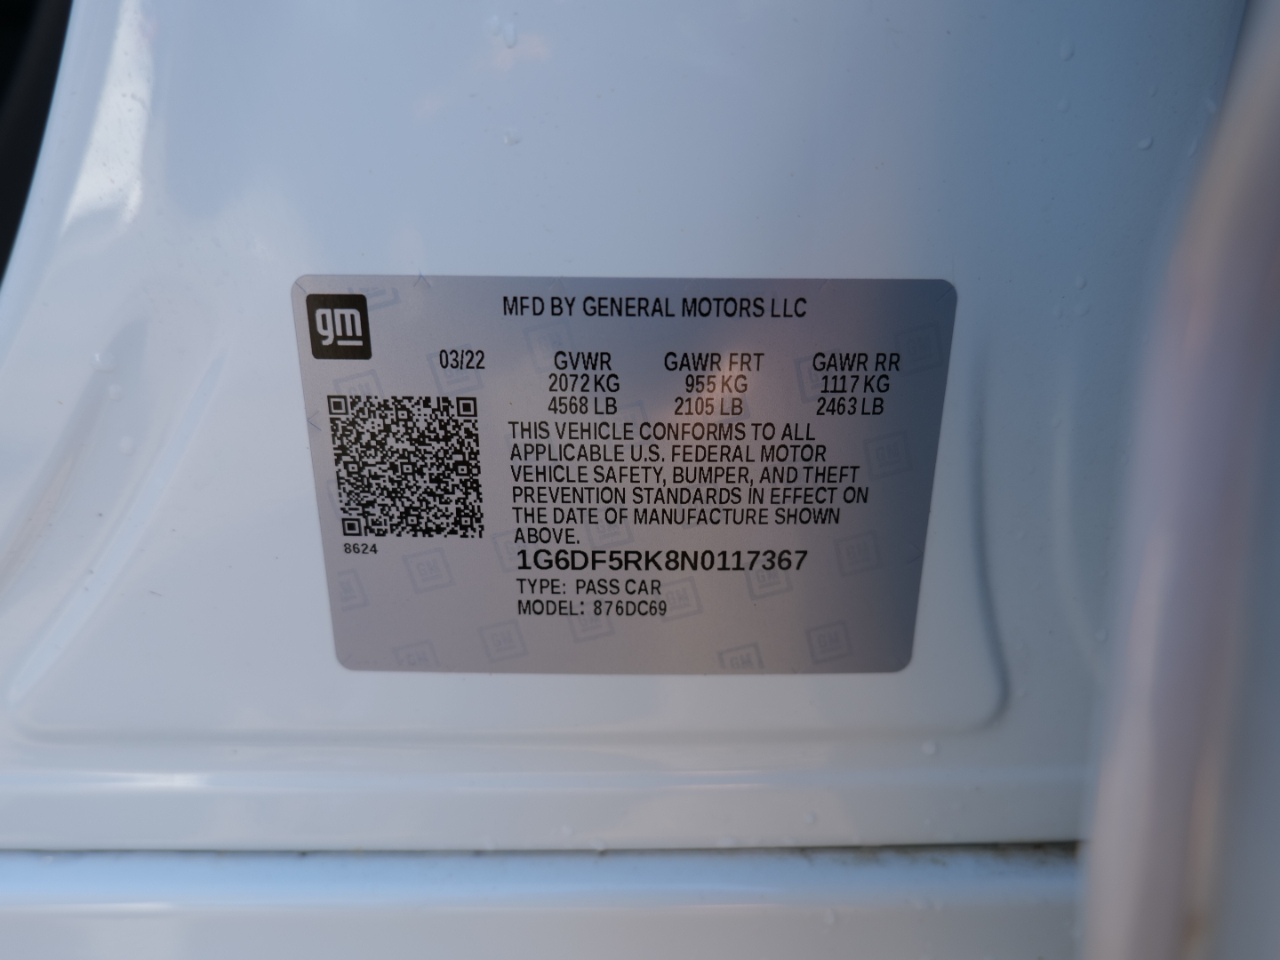 gm
MFD BY GENERAL MOTORS LLC
03/22 GVWR GAWR FRT GAWR RR
2072 KG 955 KG 1117 KG
4568 LB 2105 LB 2463 LB
THIS VEHICLE CONFORMS TO ALL
APPLICABLE U.S. FEDERAL MOTOR
VEHICLE SAFETY, BUMPER, AND THEFT
PREVENTION STANDARDS IN EFFECT ON
THE DATE OF MANUFACTURE SHOWN
ABOVE.
8624
1G6DF5RK8N0117367
TYPE: PASS CAR
MODEL: 876DC69